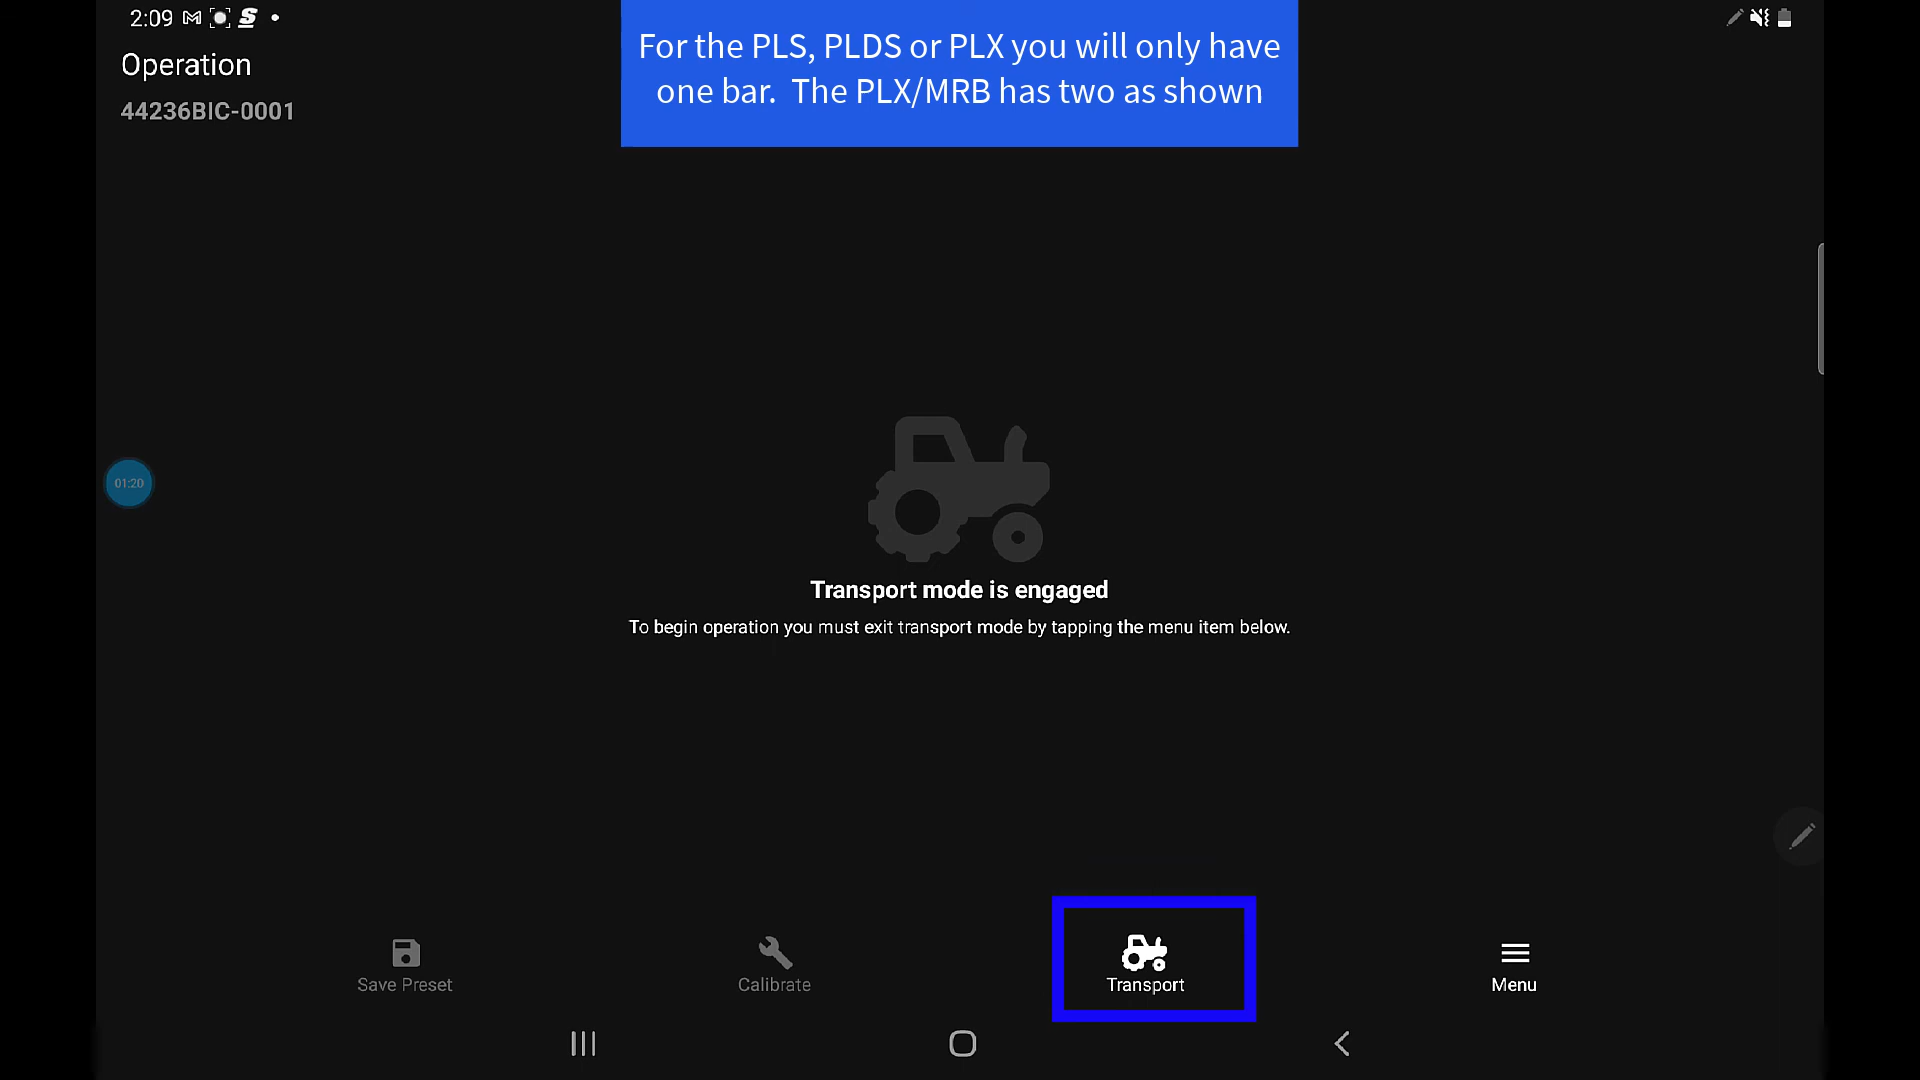 2:09
Operation
44236BIC-0001
For the PLS, PLDS or PLX you will only have
one bar.  The PLX/MRB has two as shown
01:20
Transport mode is engaged
To begin operation you must exit transport mode by tapping the menu item below.
Save Preset
Calibrate
Transport
Menu